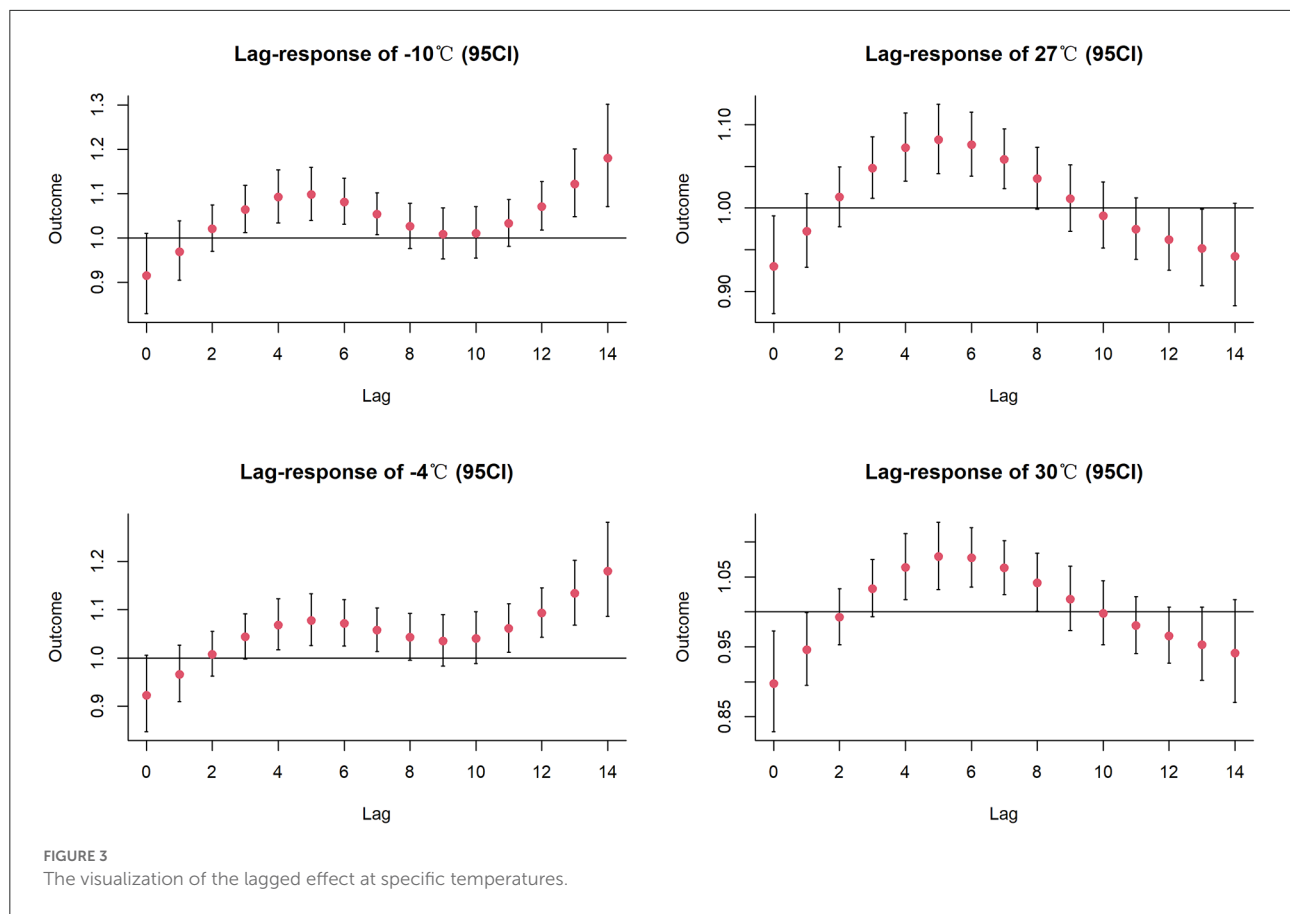 Lag-response of -10℃ (95CI)
Outcome
1.3
1.2
1.1
1.0
0.9
0 2 4 6 8 10 12 14
Lag
Lag-response of 27℃ (95CI)
Outcome
1.10
1.00
0.90
0 2 4 6 8 10 12 14
Lag
Lag-response of -4℃ (95CI)
Outcome
1.2
1.1
1.0
0.9
0 2 4 6 8 10 12 14
Lag
Lag-response of 30℃ (95CI)
Outcome
1.05
0.95
0.85
0 2 4 6 8 10 12 14
Lag
FIGURE 3
The visualization of the lagged effect at specific temperatures.